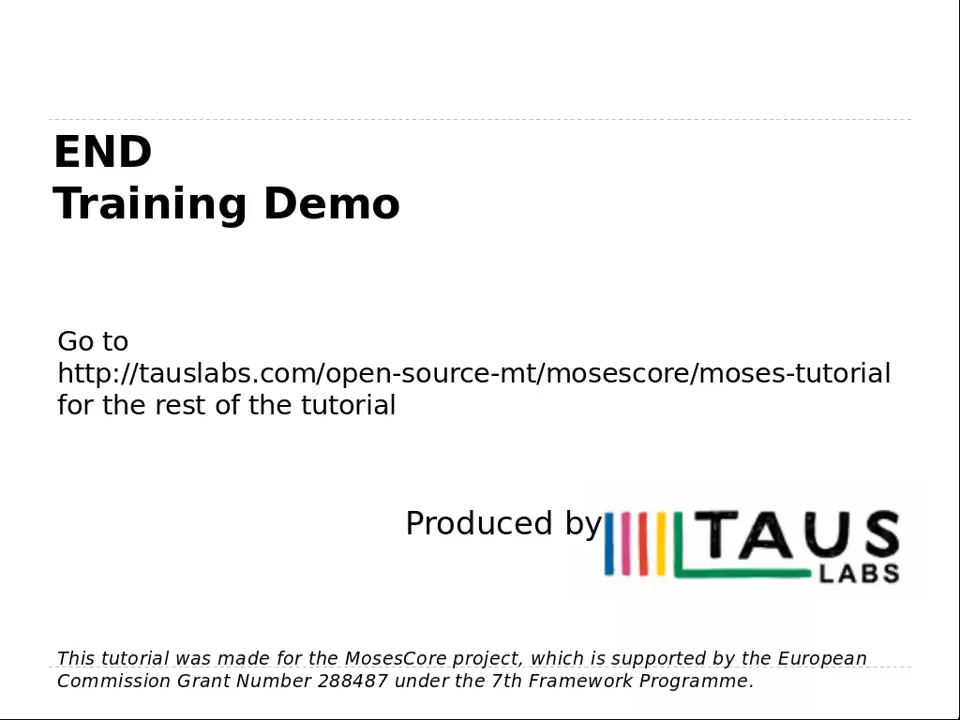 END
Training Demo
Go to
http://tauslabs.com/open-source-mt/mosescore/moses-tutorial
for the rest of the tutorial
Produced by
TAUS
LABS
This tutorial was made for the MosesCore project, which is supported by the European
Commission Grant Number 288487 under the 7th Framework Programme.